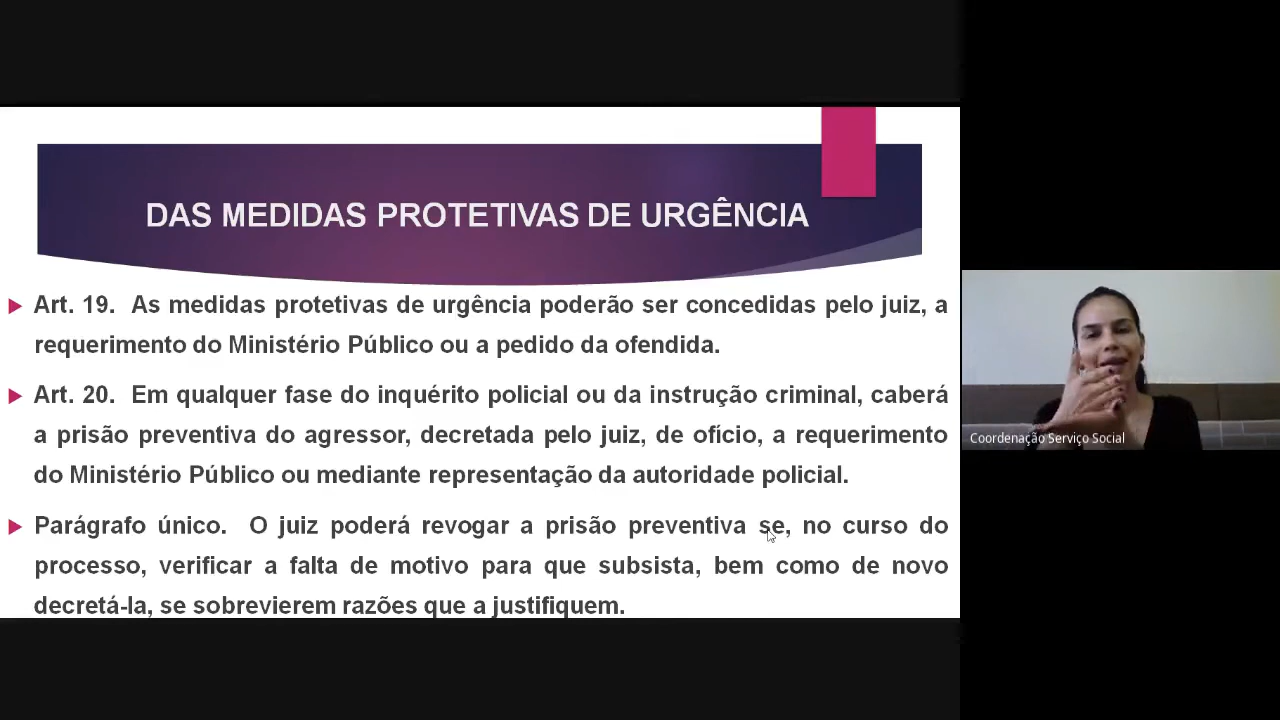 DAS MEDIDAS PROTETIVAS DE URGÊNCIA
Art. 19. As medidas protetivas de urgência poderão ser concedidas pelo juiz, a
requerimento do Ministério Público ou a pedido da ofendida.
Art. 20. Em qualquer fase do inquérito policial ou da instrução criminal, caberá
a prisão preventiva do agressor, decretada pelo juiz, de ofício, a requerimento
do Ministério Público ou mediante representação da autoridade policial.
Parágrafo único. O juiz poderá revogar a prisão preventiva se, no curso do
processo, verificar a falta de motivo para que subsista, bem como de novo
decretá-la, se sobrevierem razões que a justifiquem.
Coordenação Serviço Social